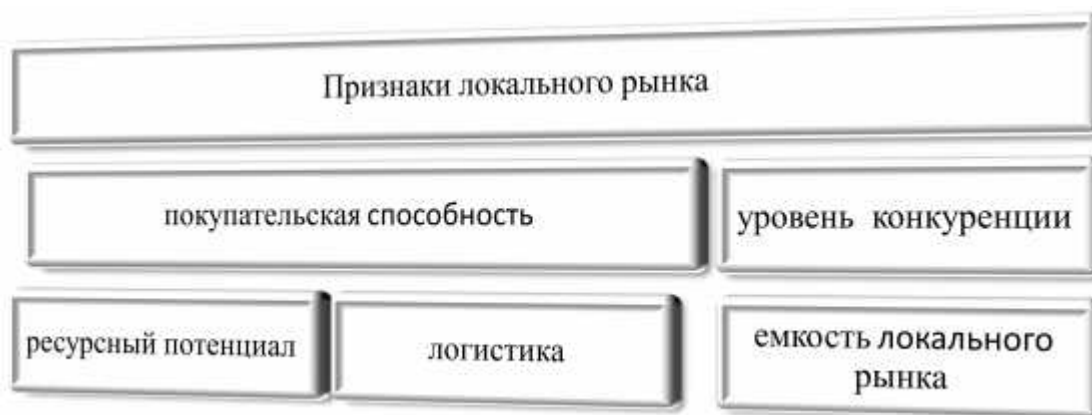 Признаки локального рынка
покупательская способность
уровень конкуренции
ресурсный потенциал
логистика
емкость локального
рынка